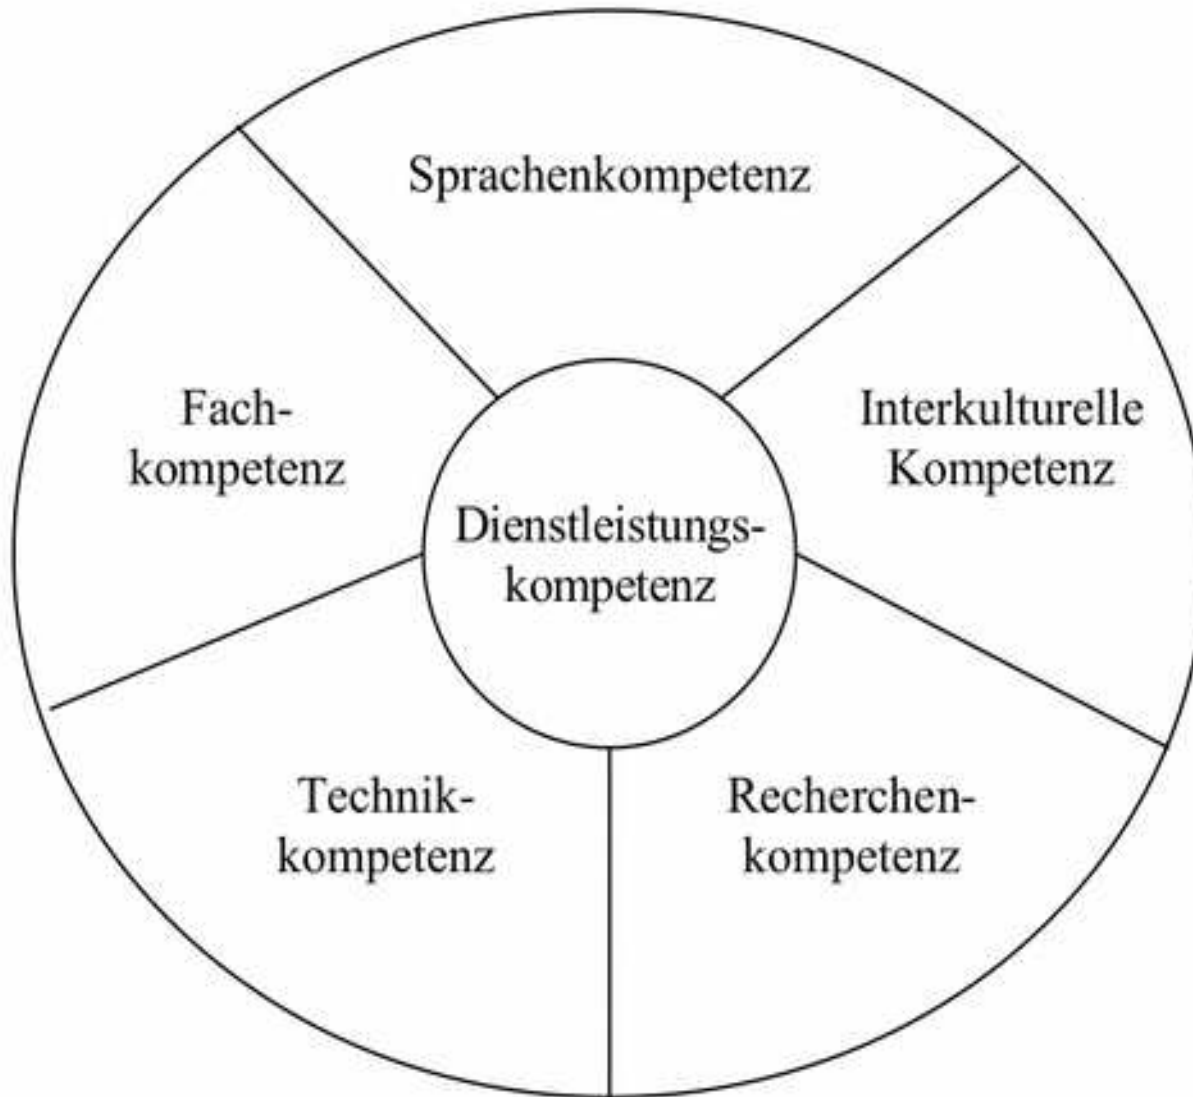 Sprachenkompetenz
Fach-
kompetenz
Interkulturelle
Kompetenz
Dienstleistungs-
kompetenz
Technik-
kompetenz
Recherchen-
kompetenz